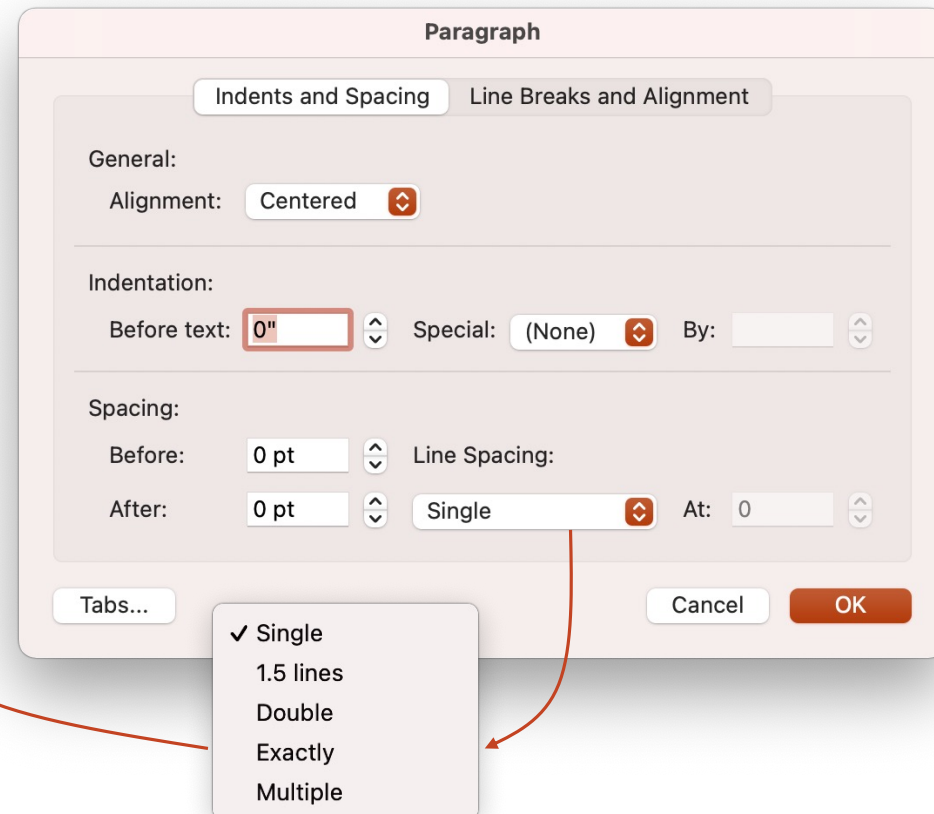 Paragraph
Indents and Spacing Line Breaks and Alignment
General:
Alignment: Centered
Indentation:
Before text: 0" Special: (None) By:
Spacing:
Before: 0 pt Line Spacing:
After: 0 pt Single At: 0
Tabs... Cancel OK
✓ Single
1.5 lines
Double
Exactly
Multiple